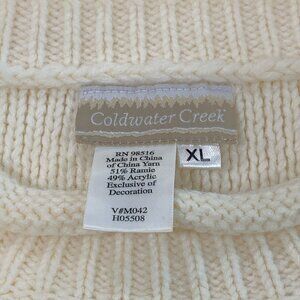 Coldwater Creek
XL
RN 98516
Made in China
of China Yarn
51% Ramie
49% Acrylic
Exclusive of
Decoration
V#M042
H05508